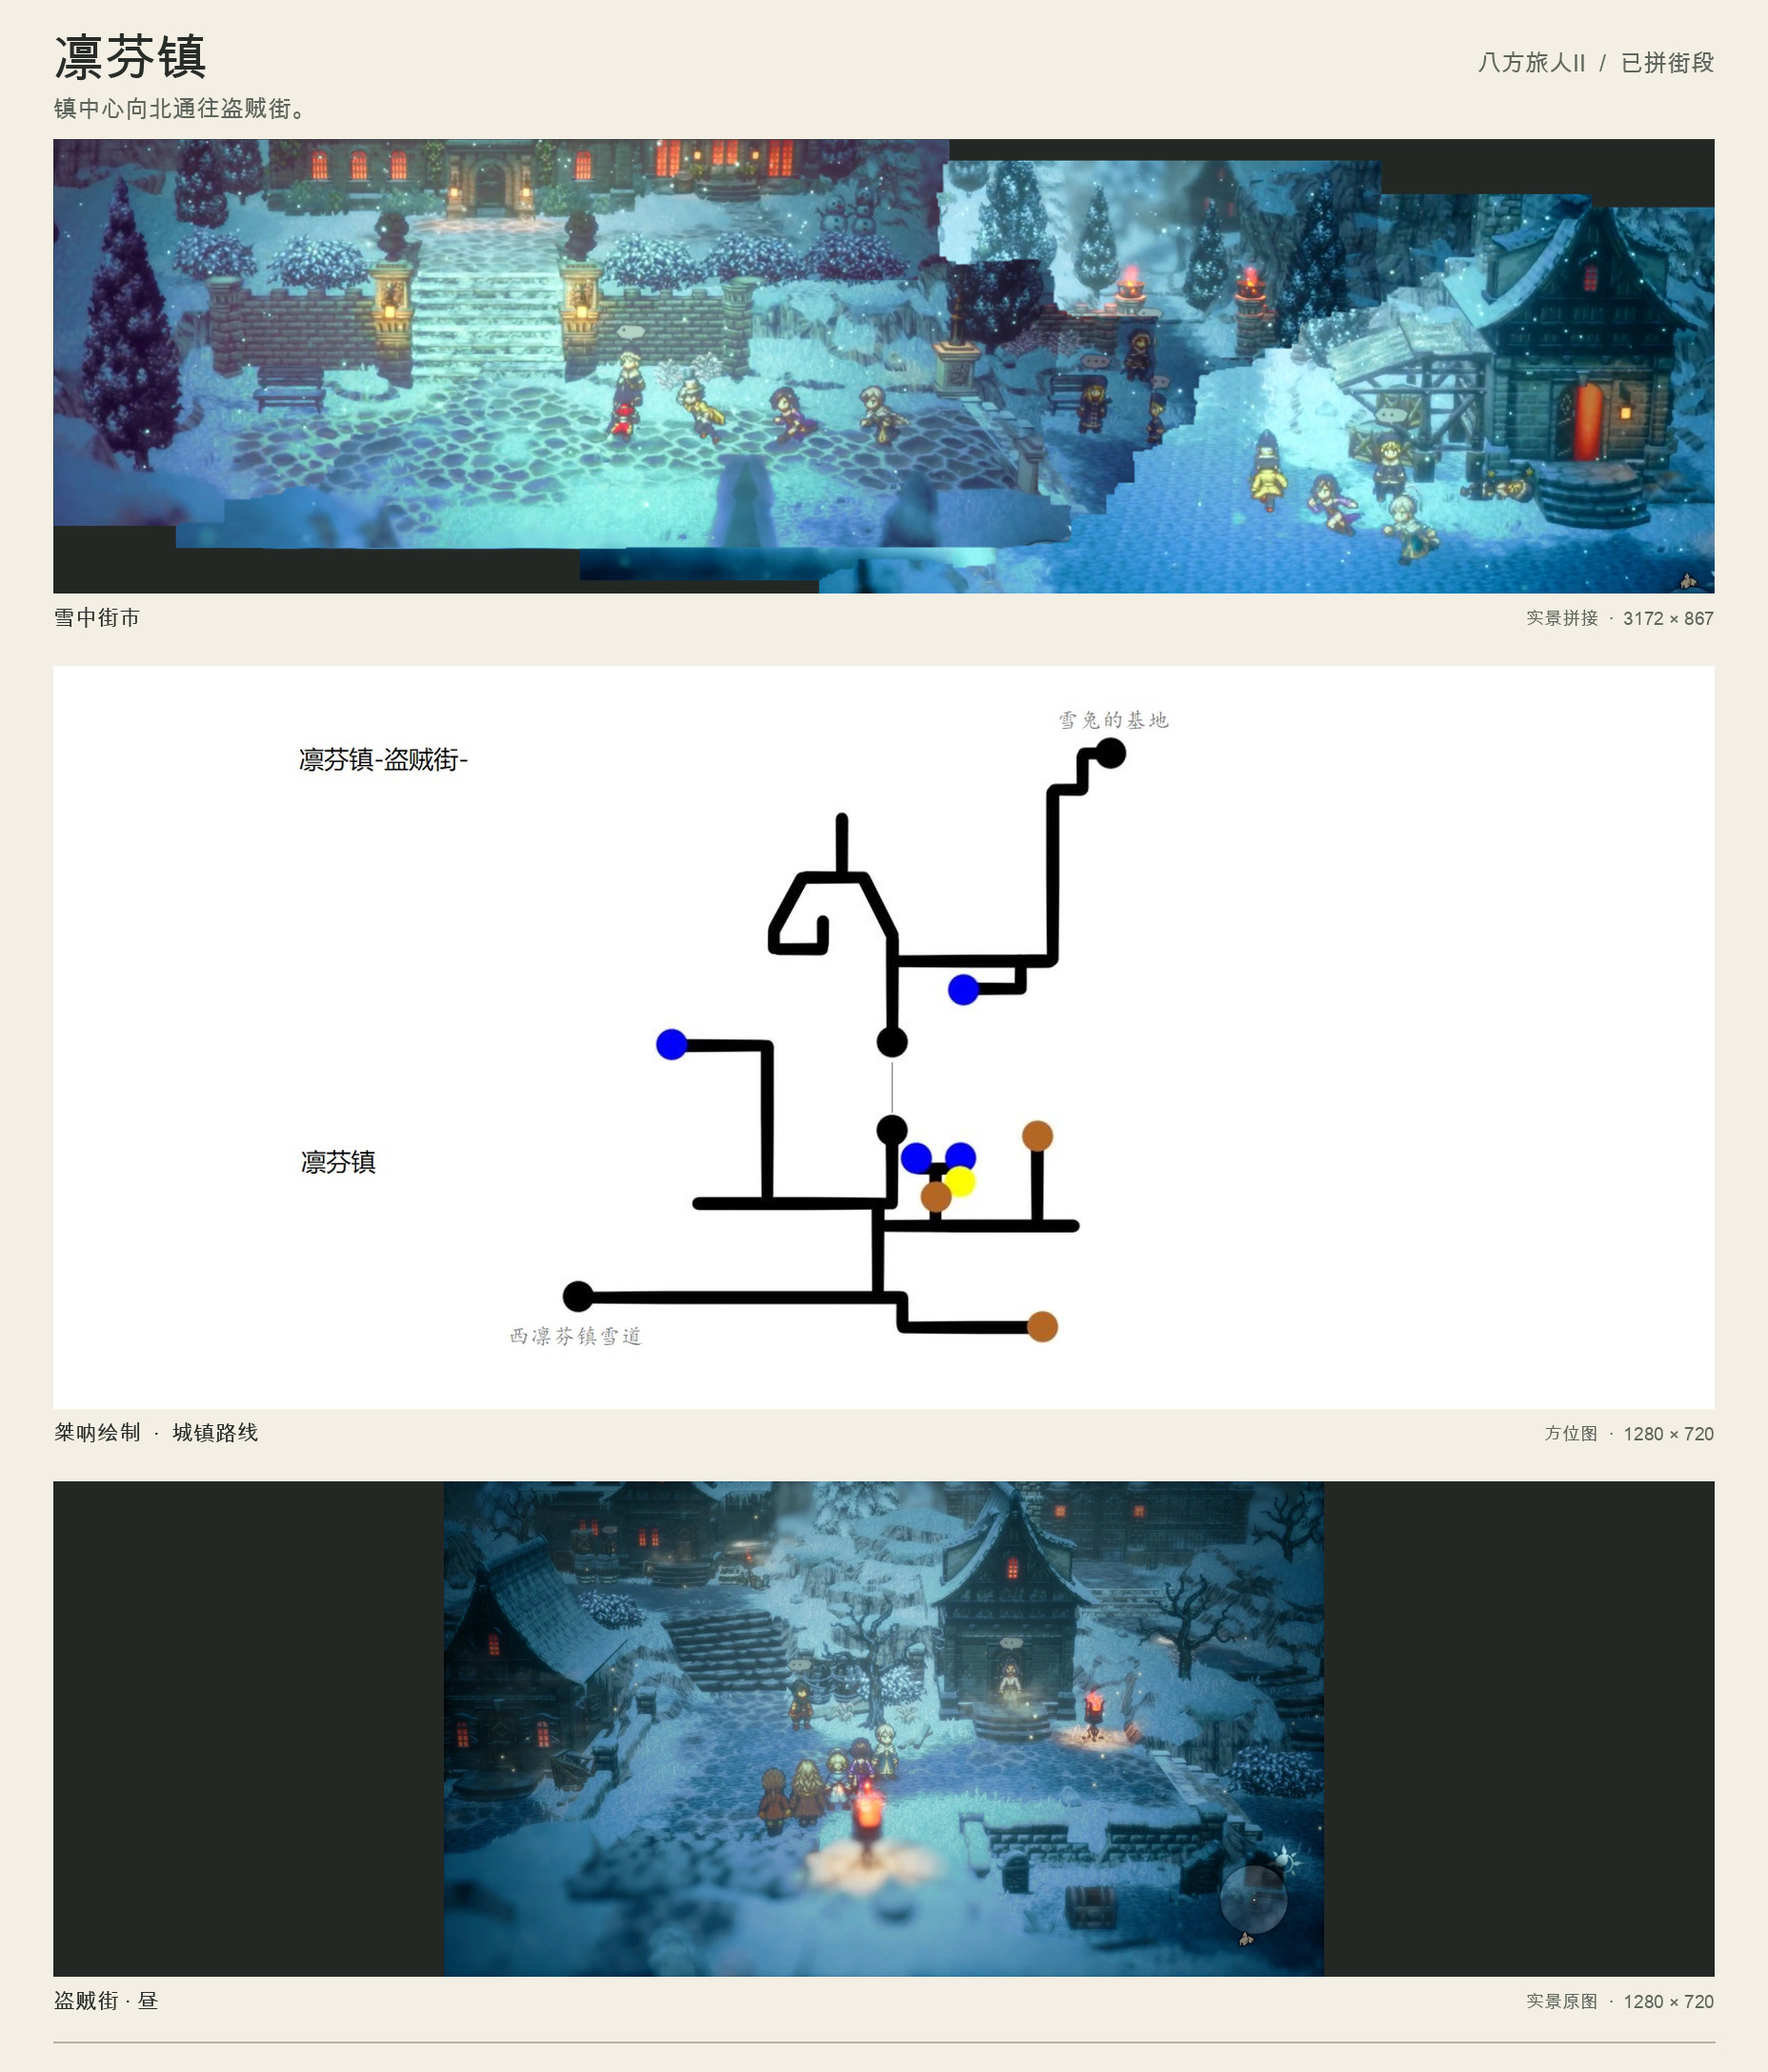 凛芬镇
八方旅人II / 已拼街段
镇中心向北通往盗贼街。
雪中街市
实景拼接 · 3172 × 867
雪兔的基地
凛芬镇-盗贼街-
凛芬镇
西凛芬镇雪道
桀呐绘制 · 城镇路线
方位图 · 1280 × 720
盗贼街 · 昼
实景原图 · 1280 × 720